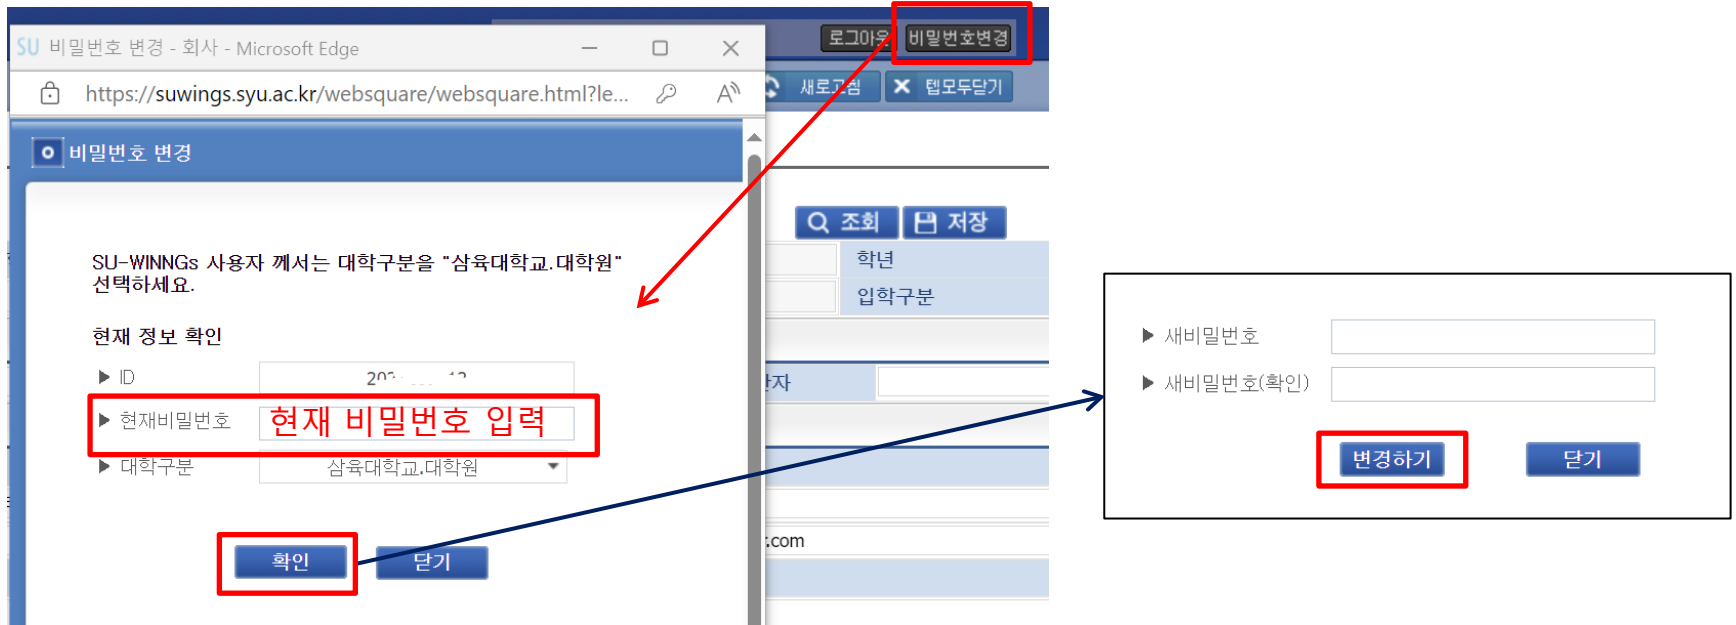 SU 비밀번호 변경 - 회사 - Microsoft Edge
https://suwings.syu.ac.kr/websquare/websquare.html?le...
비밀번호 변경
SU-WINNGs 사용자 께서는 대학구분을 "삼육대학교.대학원"
선택하세요.
현재 정보 확인
ID
현재비밀번호 현재 비밀번호 입력
대학구분 삼육대학교.대학원
확인 닫기
로그아웃 비밀번호변경
새로고침 탭모두닫기
조회 저장
학년
입학구분
.com
새비밀번호
새비밀번호(확인)
변경하기 닫기